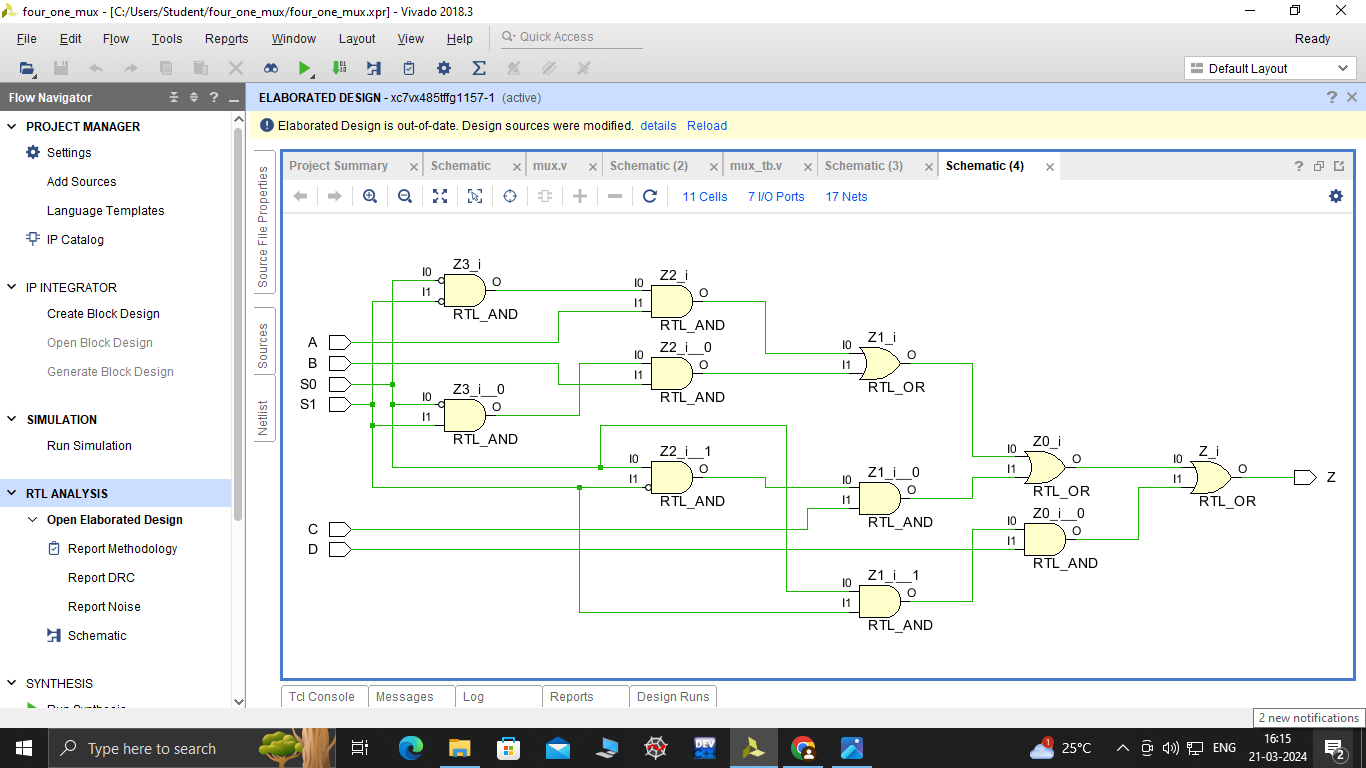 four_one_mux - [C:/Users/Student/four_one_mux/four_one_mux.xpr] - Vivado 2018.3
File Edit Flow Tools Reports Window Layout View Help Quick Access Ready
Default Layout
Flow Navigator
PROJECT MANAGER
Settings
Add Sources
Language Templates
IP Catalog
IP INTEGRATOR
Create Block Design
Open Block Design
Generate Block Design
SIMULATION
Run Simulation
RTL ANALYSIS
Open Elaborated Design
Report Methodology
Report DRC
Report Noise
Schematic
SYNTHESIS
Run Synthesis
ELABORATED DESIGN - xc7vx485tffg1157-1 (active)
Elaborated Design is out-of-date. Design sources were modified. details Reload
Source File Properties
Sources
Netlist
Project Summary Schematic mux.v Schematic (2) mux_tb.v Schematic (3) Schematic (4)
11 Cells 7 I/O Ports 17 Nets
Z3_i
I0 O
I1
RTL_AND
Z2_i
I0 O
I1
RTL_AND
A
B
S0
S1
Z2_i__0
I0 O
I1
RTL_AND
Z1_i
I0 O
I1
RTL_OR
Z3_i__0
I0 O
I1
RTL_AND
Z2_i__1
I0 O
I1
RTL_AND
Z1_i__0
I0 O
I1
RTL_AND
Z0_i
I0 O
I1
RTL_OR
Z_i
I0 O
I1
RTL_OR
Z
C
D
Z0_i__0
I0 O
I1
RTL_AND
Z1_i__1
I0 O
I1
RTL_AND
Tcl Console Messages Log Reports Design Runs
2 new notifications
Type here to search
DEV
1
25°C
ENG
16:15
21-03-2024
2